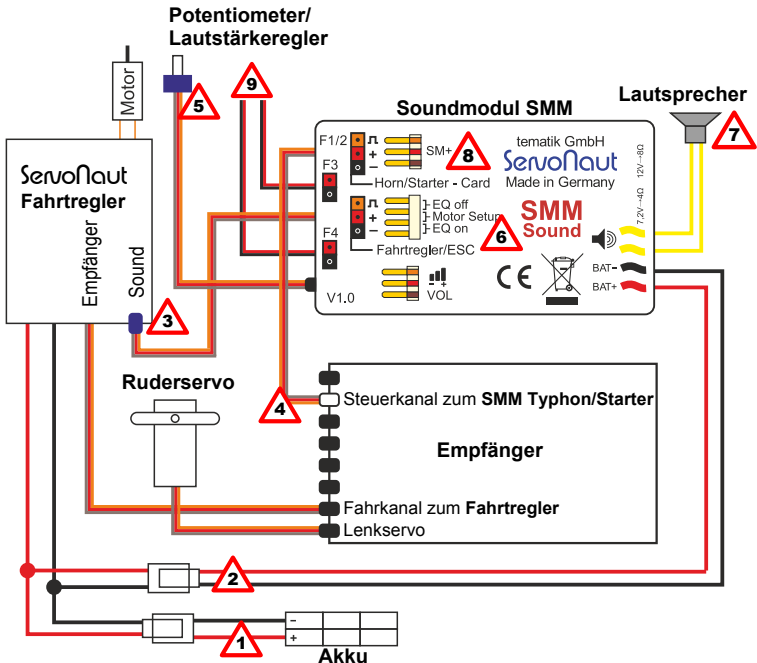 Potentiometer/
Lautstärkeregler
Motor
5
9
Soundmodul SMM
Lautsprecher
7
ServoNaut
Fahrtregler
Empfänger
Sound
3
F1/2
+
−
SM+
8
F3
Horn/Starter - Card
EQ off
+
Motor Setup
−
EQ on
6
F4
Fahrtregler/ESC
− +
VOL
V1.0
tematik GmbH
ServoNaut
Made in Germany
SMM
Sound
CE
12V→8Ω
7.2V→4Ω
BAT−
BAT+
Ruderservo
4
Steuerkanal zum SMM Typhon/Starter
Empfänger
Fahrkanal zum Fahrtregler
Lenkservo
2
1
−
+
Akku